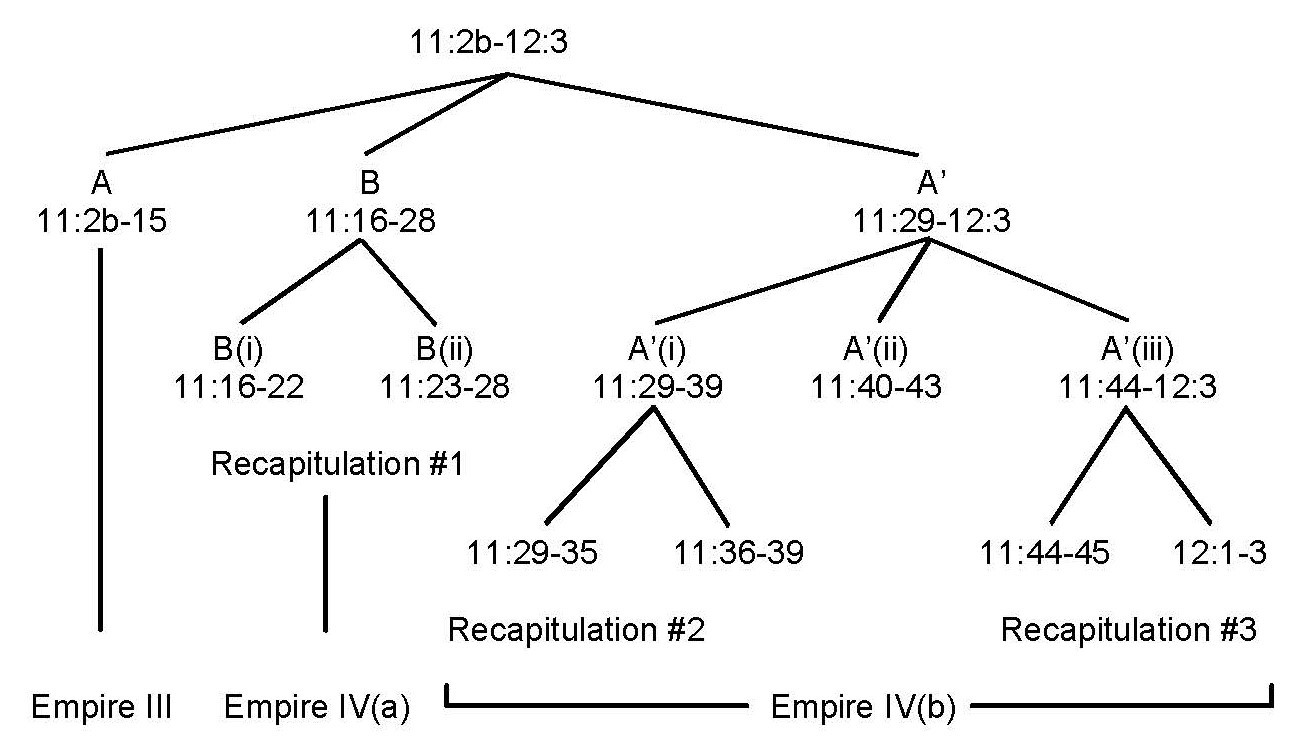 11:2b-12:3
A
11:2b-15
B
11:16-28
A’
11:29-12:3
B(i)
11:16-22
B(ii)
11:23-28
A’(i)
11:29-39
A’(ii)
11:40-43
A’(iii)
11:44-12:3
Recapitulation #1
11:29-35
11:36-39
11:44-45
12:1-3
Recapitulation #2
Recapitulation #3
Empire III
Empire IV(a)
Empire IV(b)